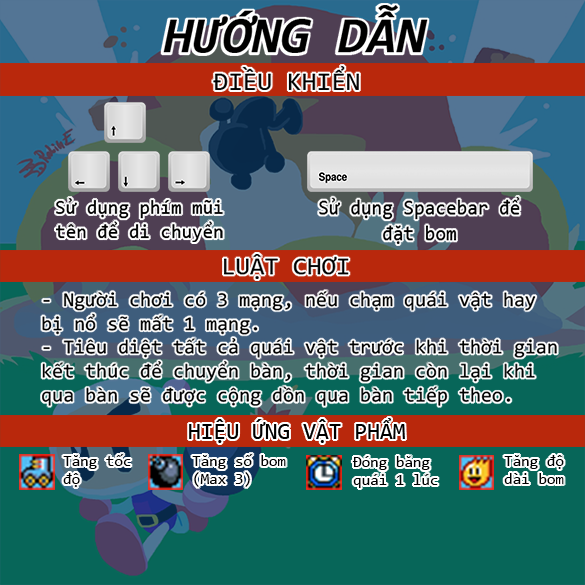 HƯỚNG DẪN
ĐIỀU KHIỂN
↑
← ↓ →
Space
Sử dụng phím mũi
tên để di chuyển
Sử dụng Spacebar để
đặt bom
LUẬT CHƠI
- Người chơi có 3 mạng, nếu chạm quái vật hay
bị nổ sẽ mất 1 mạng.
- Tiêu diệt tất cả quái vật trước khi thời gian
kết thúc để chuyển bàn, thời gian còn lại khi
qua bàn sẽ được cộng dồn qua bàn tiếp theo.
HIỆU ỨNG VẬT PHẨM
Tăng tốc
độ
Tăng số bom
(Max 3)
Đóng băng
quái 1 lúc
Tăng độ
dài bom